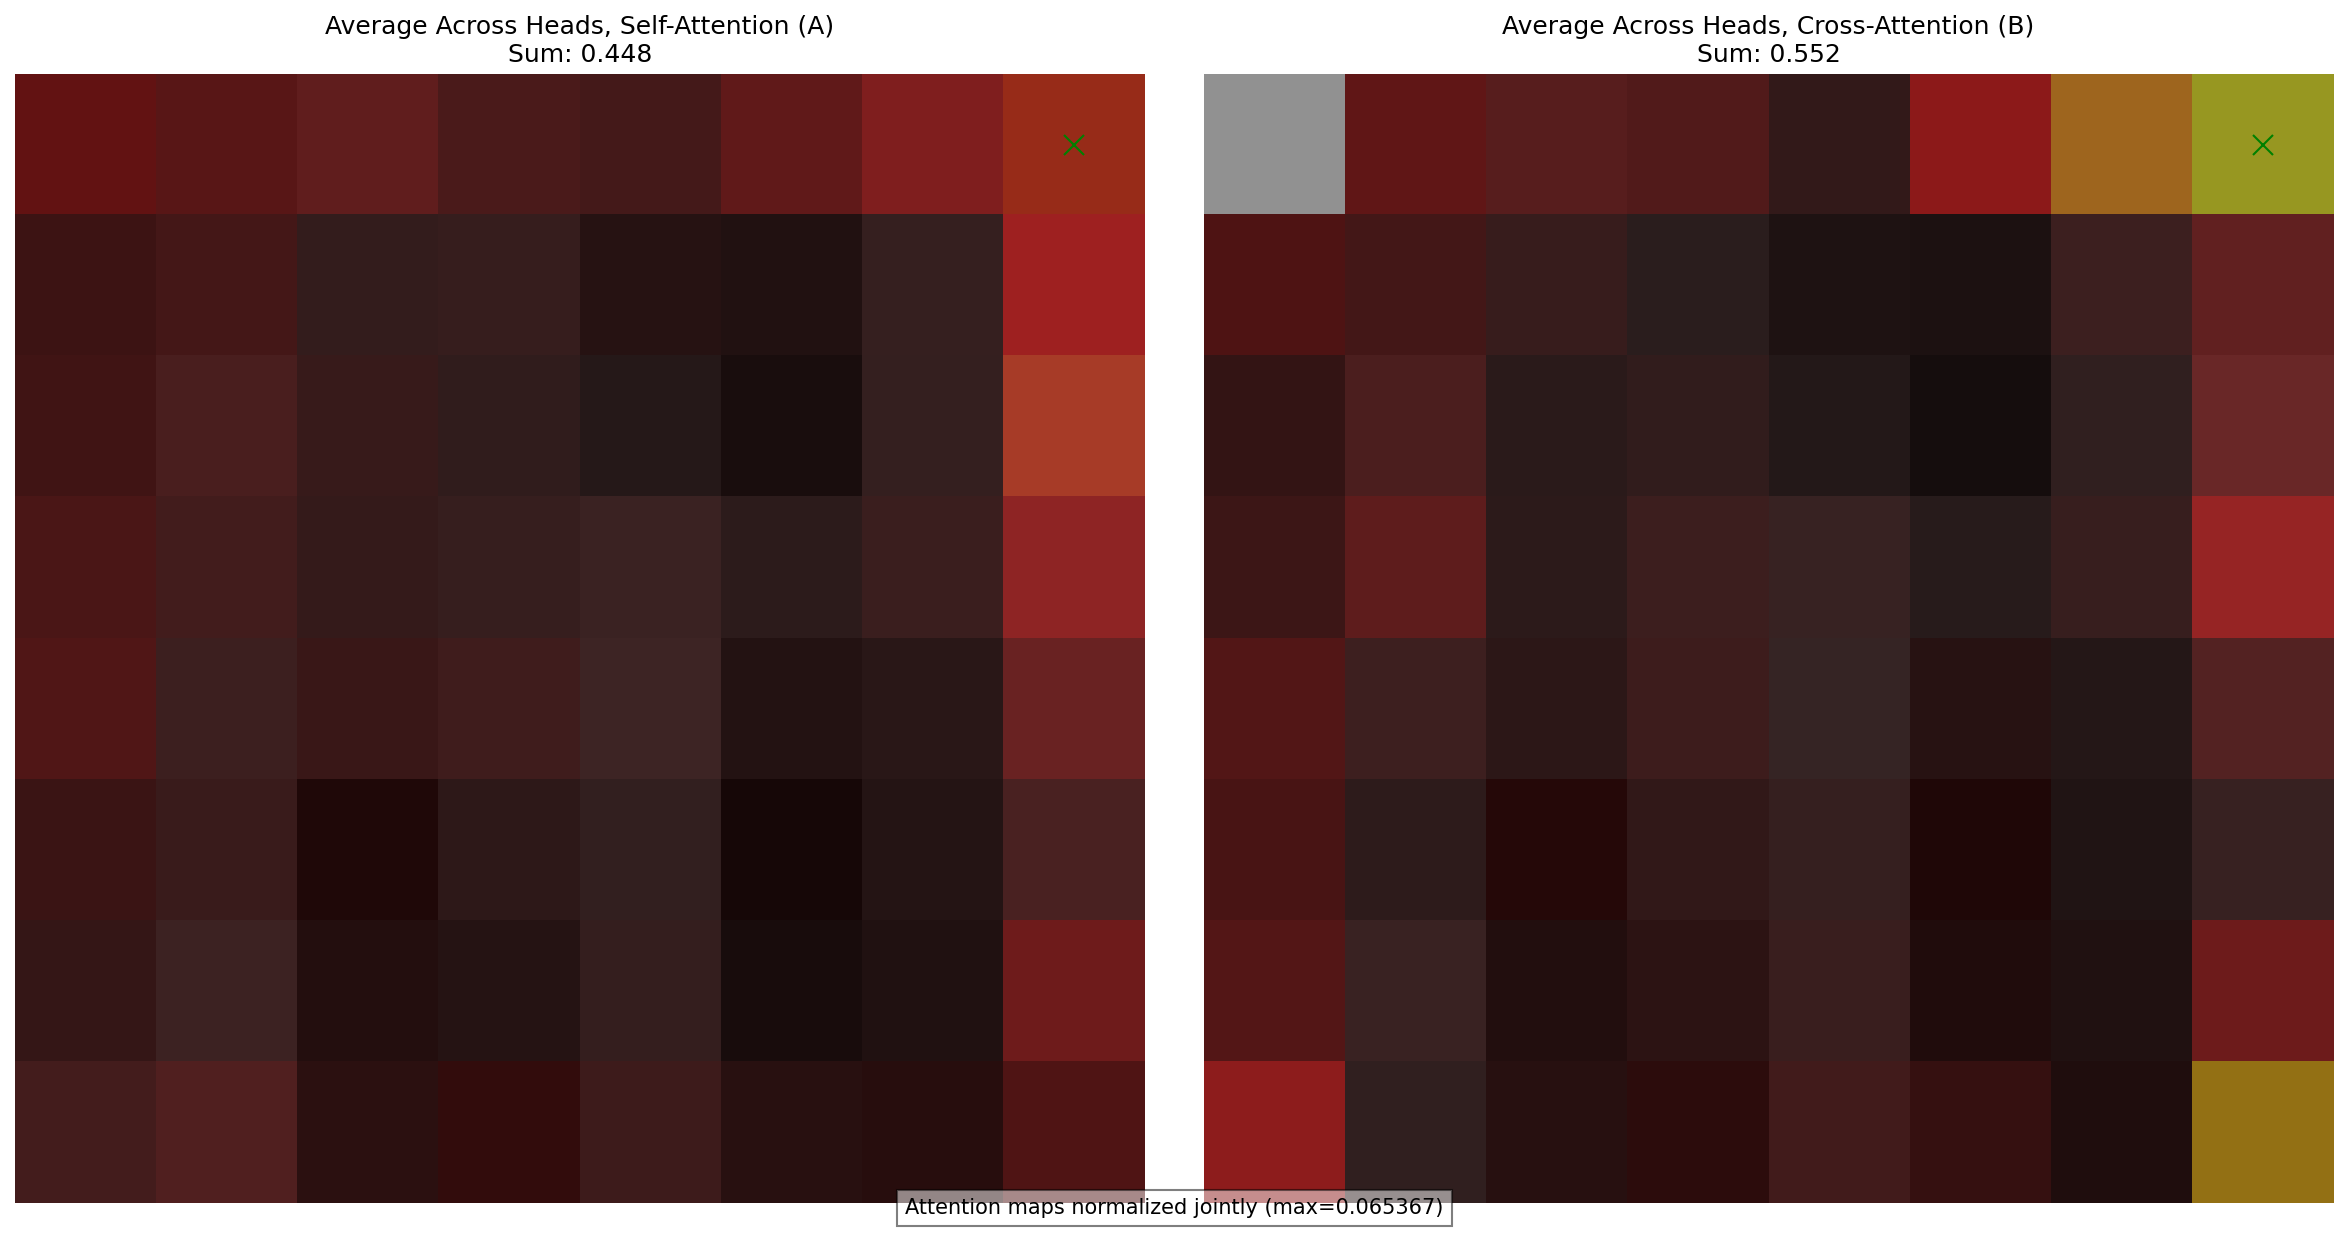 Average Across Heads, Self-Attention (A)
Sum: 0.448
Average Across Heads, Cross-Attention (B)
Sum: 0.552
Attention maps normalized jointly (max=0.065367)